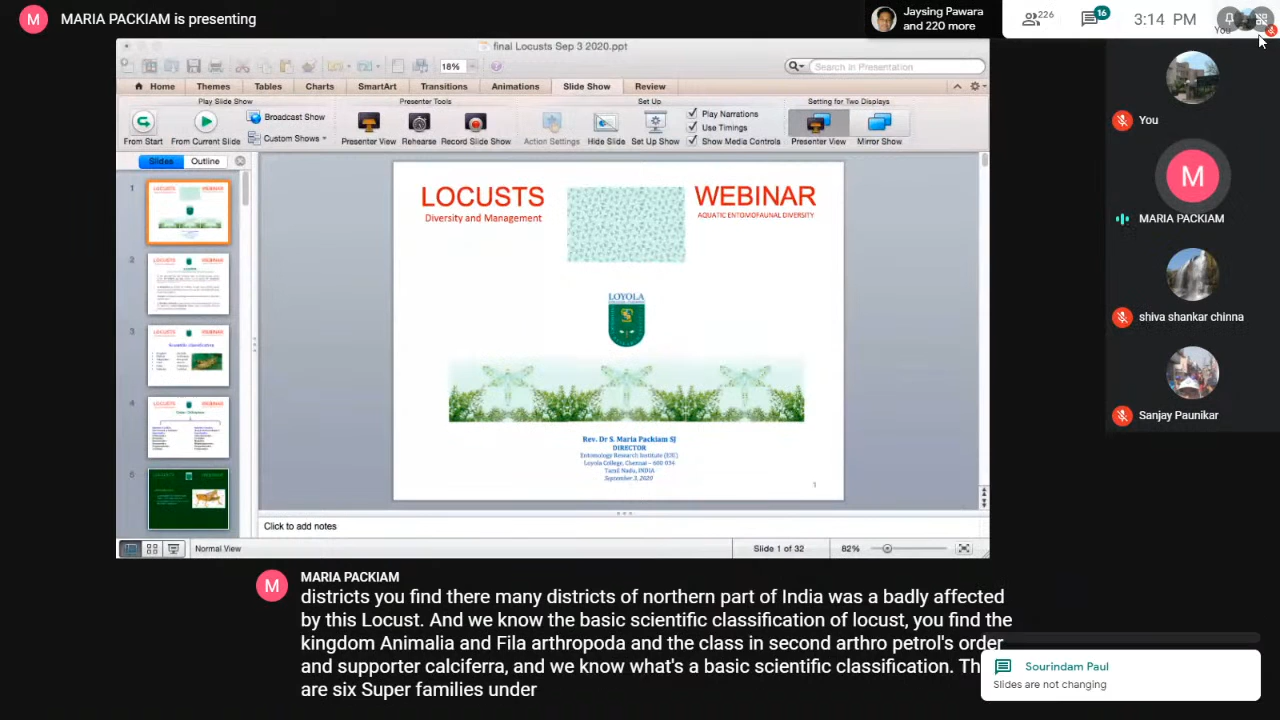 M MARIA PACKIAM is presenting
Jaysing Pawara
and 220 more
226
16
3:14 PM
You
final Locusts Sep 3 2020.ppt
18%
Search in Presentation
Home Themes Tables Charts SmartArt Transitions Animations Slide Show Review
Play Slide Show Presenter Tools Set Up Setting for Two Displays
Broadcast Show
Custom Shows
Play Narrations
Use Timings
Show Media Controls
From Start From Current Slide Presenter View Rehearse Record Slide Show Action Settings Hide Slide Set Up Show Presenter View Mirror Show
Slides Outline
1
2
3
4
LOCUSTS
Diversity and Management
WEBINAR
AQUATIC ENTOMOFAUNAL DIVERSITY
LOYOLA
Rev. Dr S. Maria Packiam SJ
DIRECTOR
Entomology Research Institute (ERI)
Loyola College, Chennai – 600 034
Tamil Nadu, INDIA
September 3, 2020
1
Click to add notes
Normal View
Slide 1 of 32
82%
You
M
MARIA PACKIAM
shiva shankar chinna
Sanjay Paunikar
M
MARIA PACKIAM
districts you find there many districts of northern part of India was a badly affected
by this Locust. And we know the basic scientific classification of locust, you find the
kingdom Animalia and Fila arthropoda and the class in second arthro petrol's order
and supporter calciferra, and we know what's a basic scientific classification.
are six Super families under
Sourindam Paul
Slides are not changing